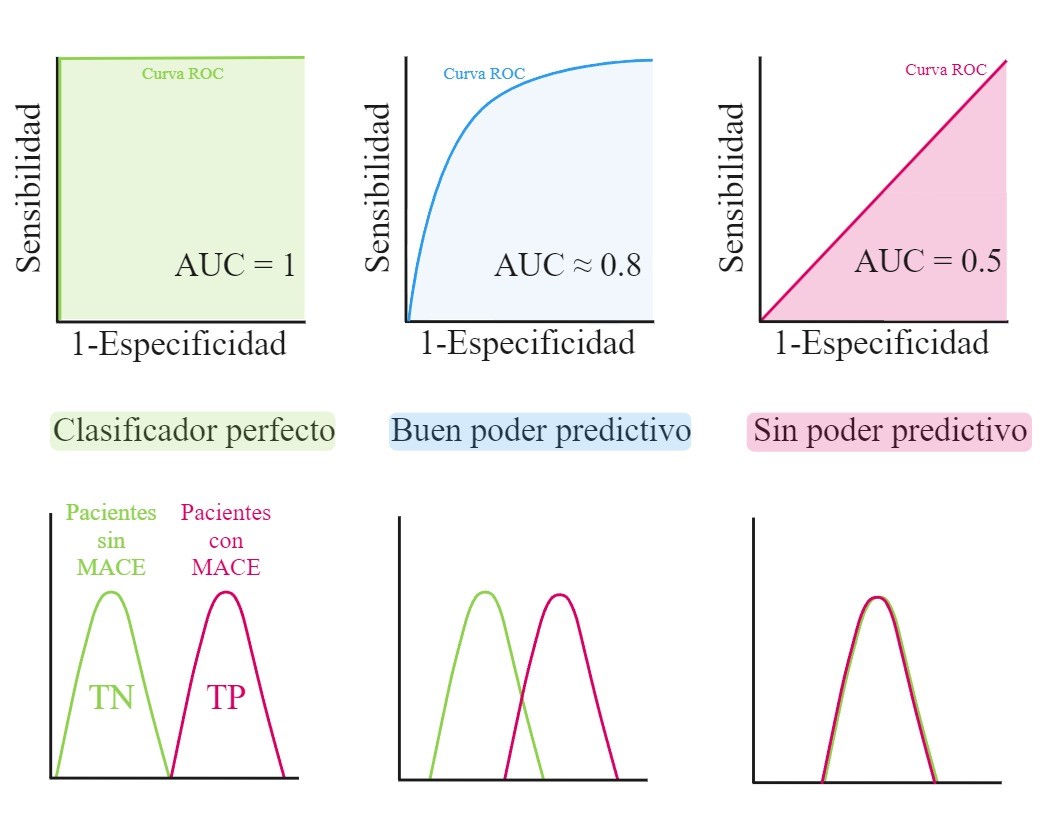 Curva ROC
Sensibilidad
AUC = 1
1-Especificidad
Curva ROC
Sensibilidad
AUC ≈ 0.8
1-Especificidad
Curva ROC
Sensibilidad
AUC = 0.5
1-Especificidad
Clasificador perfecto
Buen poder predictivo
Sin poder predictivo
Pacientes
sin
MACE
Pacientes
con
MACE
TN
TP